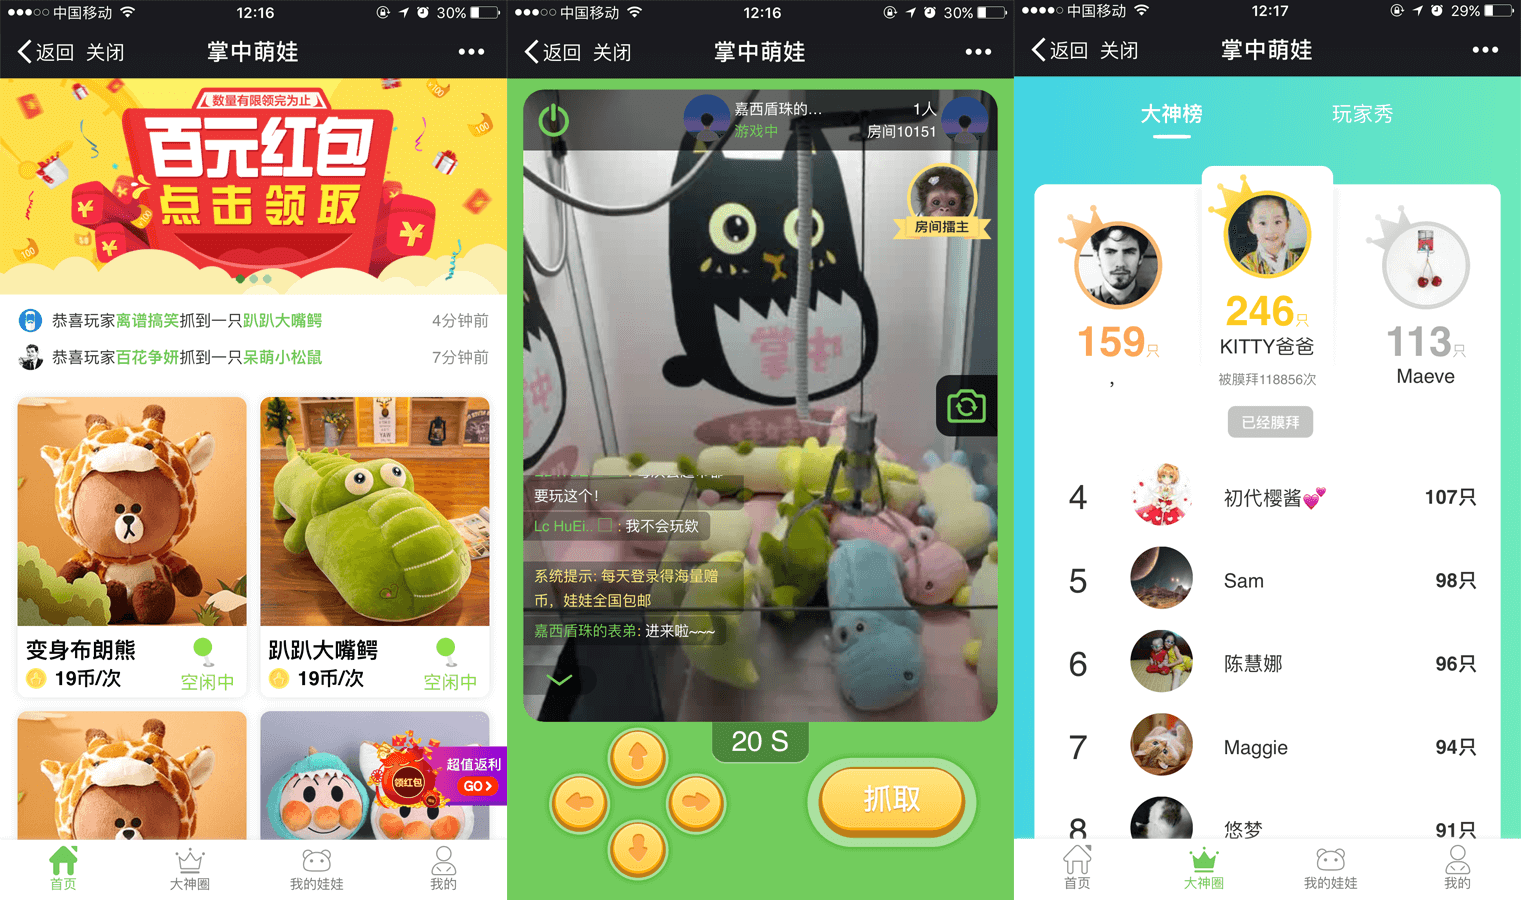 中国移动
12:16
30%
返回 关闭
掌中萌娃
数量有限领完为止
百元红包
点击领取
恭喜玩家离谱搞笑抓到一只趴趴大嘴鳄
4分钟前
恭喜玩家百花争妍抓到一只呆萌小松鼠
7分钟前
变身布朗熊
19币/次
空闲中
趴趴大嘴鳄
19币/次
空闲中
超值返利
领红包
GO
首页
大神圈
我的娃娃
我的
中国移动
12:16
30%
返回 关闭
掌中萌娃
嘉西盾珠的...
游戏中
1人
房间10151
房间擂主
掌中
要玩这个!
Lc HuEi..: 我不会玩欸
系统提示: 每天登录得海量赠
币，娃娃全国包邮
嘉西盾珠的表弟: 进来啦~~~
20 S
抓取
中国移动
12:17
29%
返回 关闭
掌中萌娃
大神榜
玩家秀
159只
,
246只
KITTY爸爸
被膜拜118856次
已经膜拜
113只
Maeve
4 初代樱酱💕 107只
5 Sam 98只
6 陈慧娜 96只
7 Maggie 94只
8 悠梦 91只
首页
大神圈
我的娃娃
我的